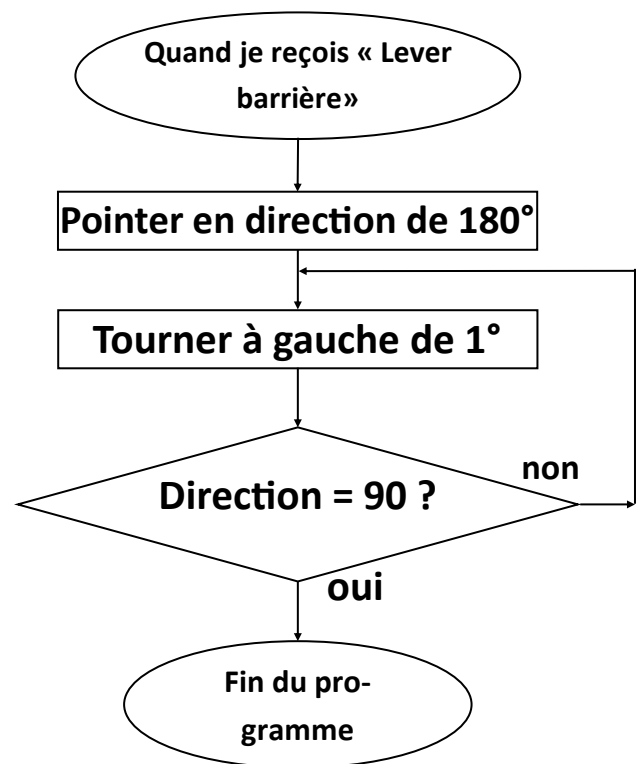 Quand je reçois « Lever
barrière»
Pointer en direction de 180°
Tourner à gauche de 1°
Direction = 90 ?
non
oui
Fin du pro-
gramme